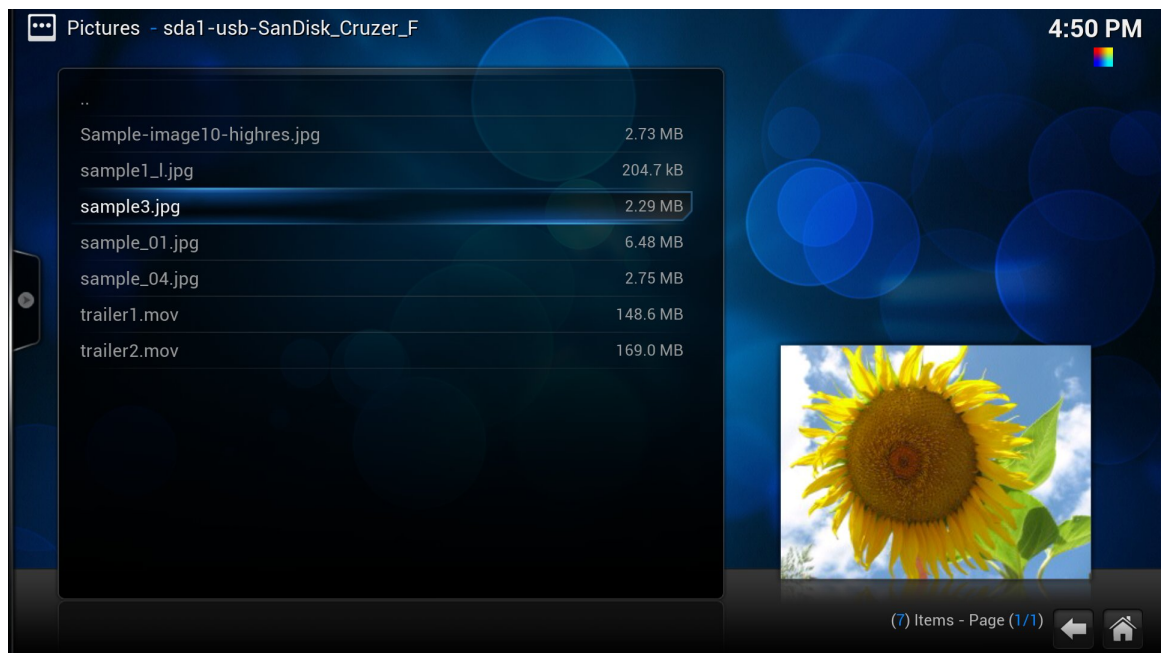 Pictures - sda1-usb-SanDisk_Cruzer_F
4:50 PM
..
Sample-image10-highres.jpg 2.73 MB
sample1_l.jpg 204.7 kB
sample3.jpg 2.29 MB
sample_01.jpg 6.48 MB
sample_04.jpg 2.75 MB
trailer1.mov 148.6 MB
trailer2.mov 169.0 MB
(7) Items - Page (1/1)